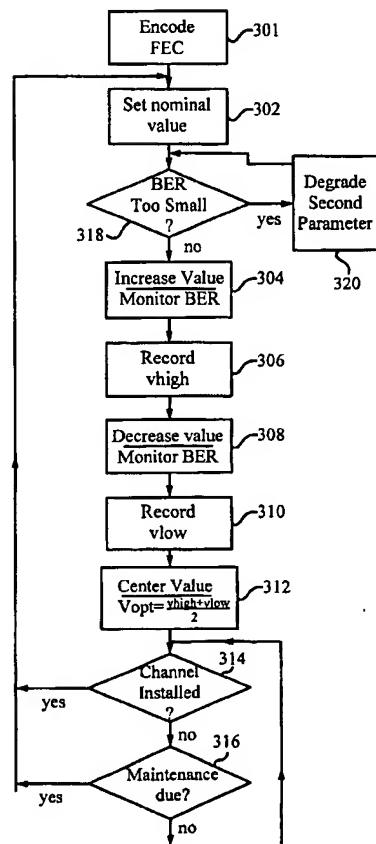 Encode
FEC
301
Set nominal
value
302
BER
Too Small
?
318
yes
no
Degrade
Second
Parameter
320
Increase Value
Monitor BER
304
Record
vhigh
306
Decrease value
Monitor BER
308
Record
vlow
310
Center Value
Vopt= vhigh+vlow
2
312
Channel
Installed
?
314
yes
no
Maintenance
due?
316
yes
no